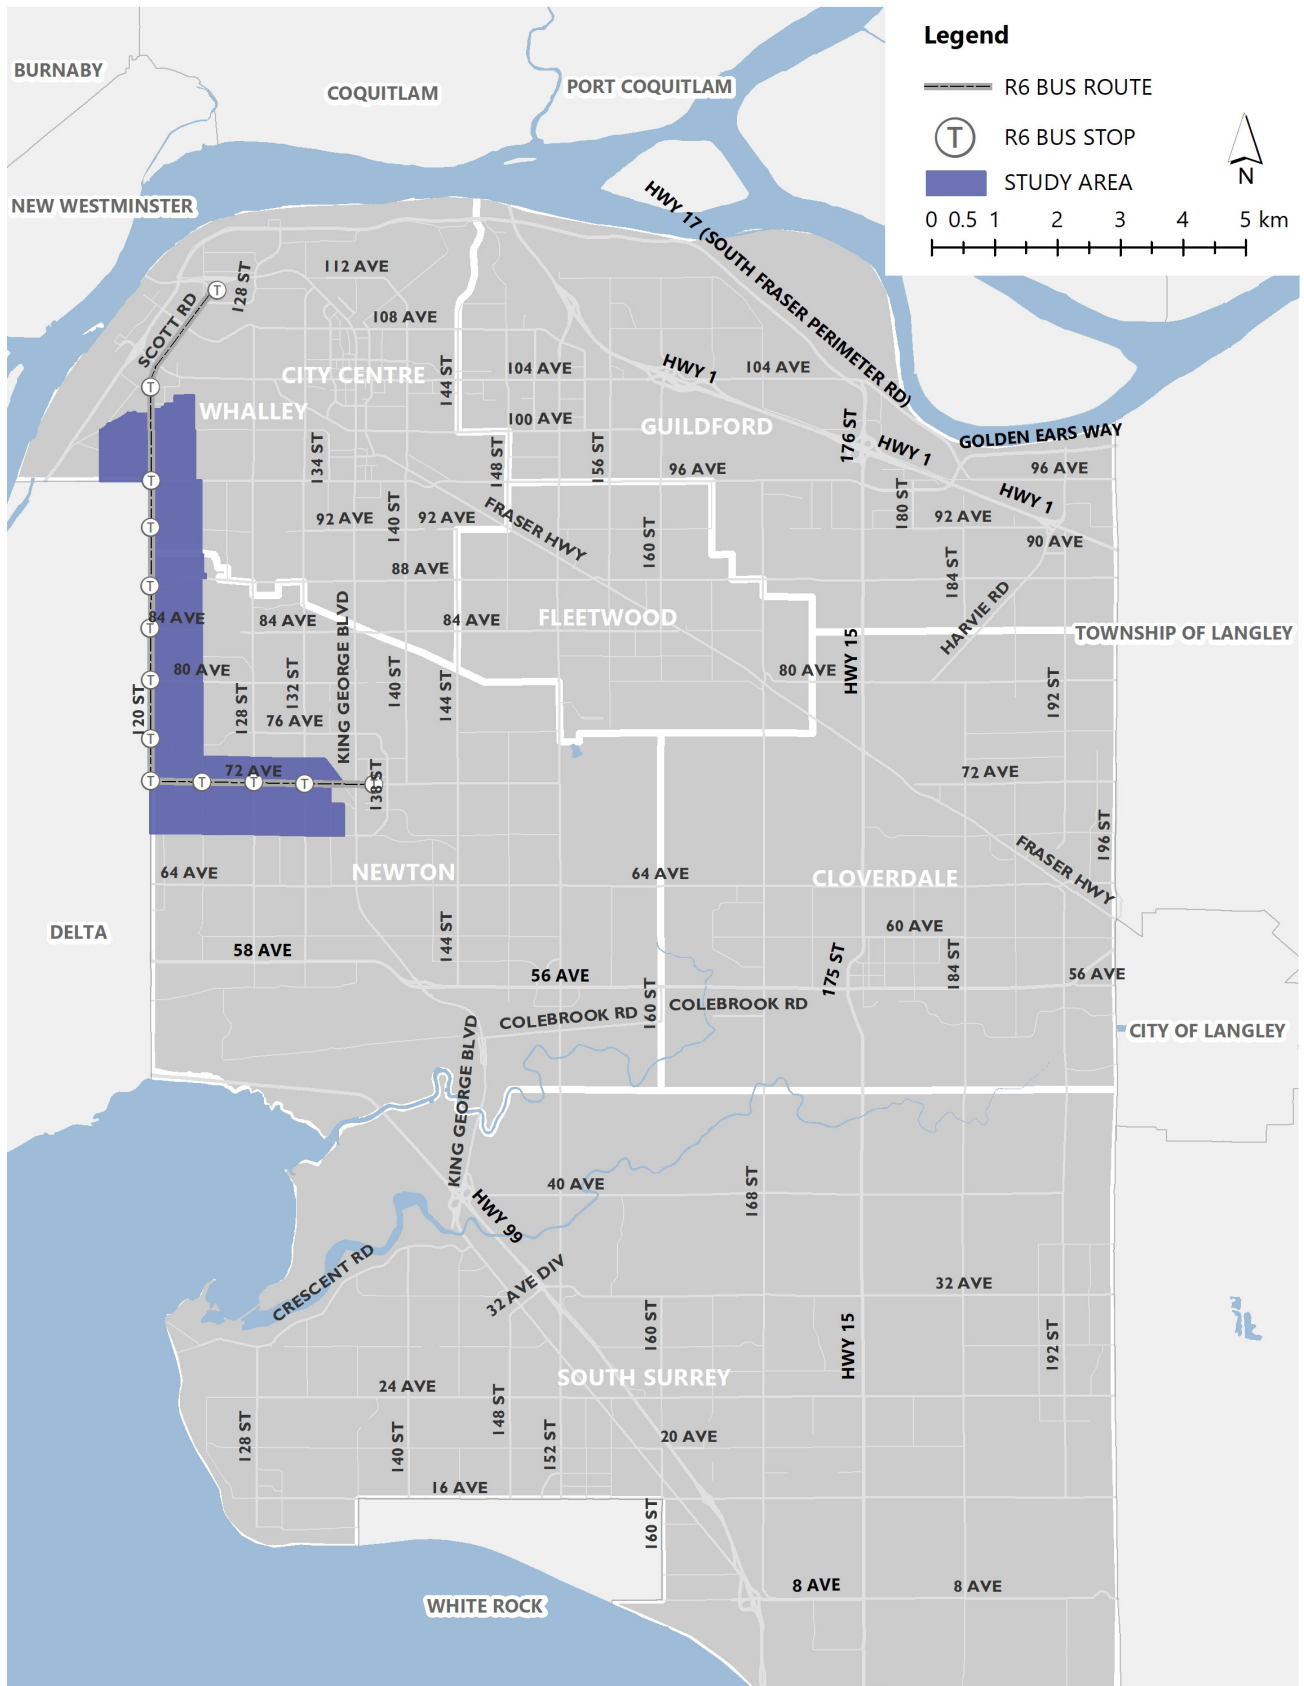 Legend
R6 BUS ROUTE
T
R6 BUS STOP
STUDY AREA
N
0 0.5 1 2 3 4 5 km
BURNABY
COQUITLAM
PORT COQUITLAM
NEW WESTMINSTER
HWY 17 (SOUTH FRASER PERIMETER RD)
112 AVE
128 ST
T
SCOTT RD
108 AVE
CITY CENTRE
144 ST
104 AVE
HWY 1
104 AVE
T
WHALLEY
100 AVE
GUILDFORD
176 ST
HWY 1
GOLDEN EARS WAY
134 ST
148 ST
156 ST
96 AVE
96 AVE
T
HWY 1
180 ST
140 ST
92 AVE
92 AVE
FRASER HWY
160 ST
92 AVE
90 AVE
T
88 AVE
184 ST
T
HARVIE RD
84 AVE
84 AVE
84 AVE
FLEETWOOD
TOWNSHIP OF LANGLEY
T
KING GEORGE BLVD
HWY 15
80 AVE
80 AVE
T
120 ST
128 ST
132 ST
140 ST
144 ST
192 ST
76 AVE
T
72 AVE
72 AVE
T
T
T
T
T
138 ST
196 ST
FRASER HWY
64 AVE
NEWTON
64 AVE
CLOVERDALE
DELTA
144 ST
60 AVE
58 AVE
56 AVE
175 ST
184 ST
56 AVE
160 ST
COLEBROOK RD
COLEBROOK RD
CITY OF LANGLEY
KING GEORGE BLVD
40 AVE
168 ST
HWY 99
CRESCENT RD
32 AVE DIV
32 AVE
160 ST
HWY 15
192 ST
SOUTH SURREY
24 AVE
148 ST
128 ST
140 ST
152 ST
20 AVE
16 AVE
160 ST
8 AVE
8 AVE
WHITE ROCK